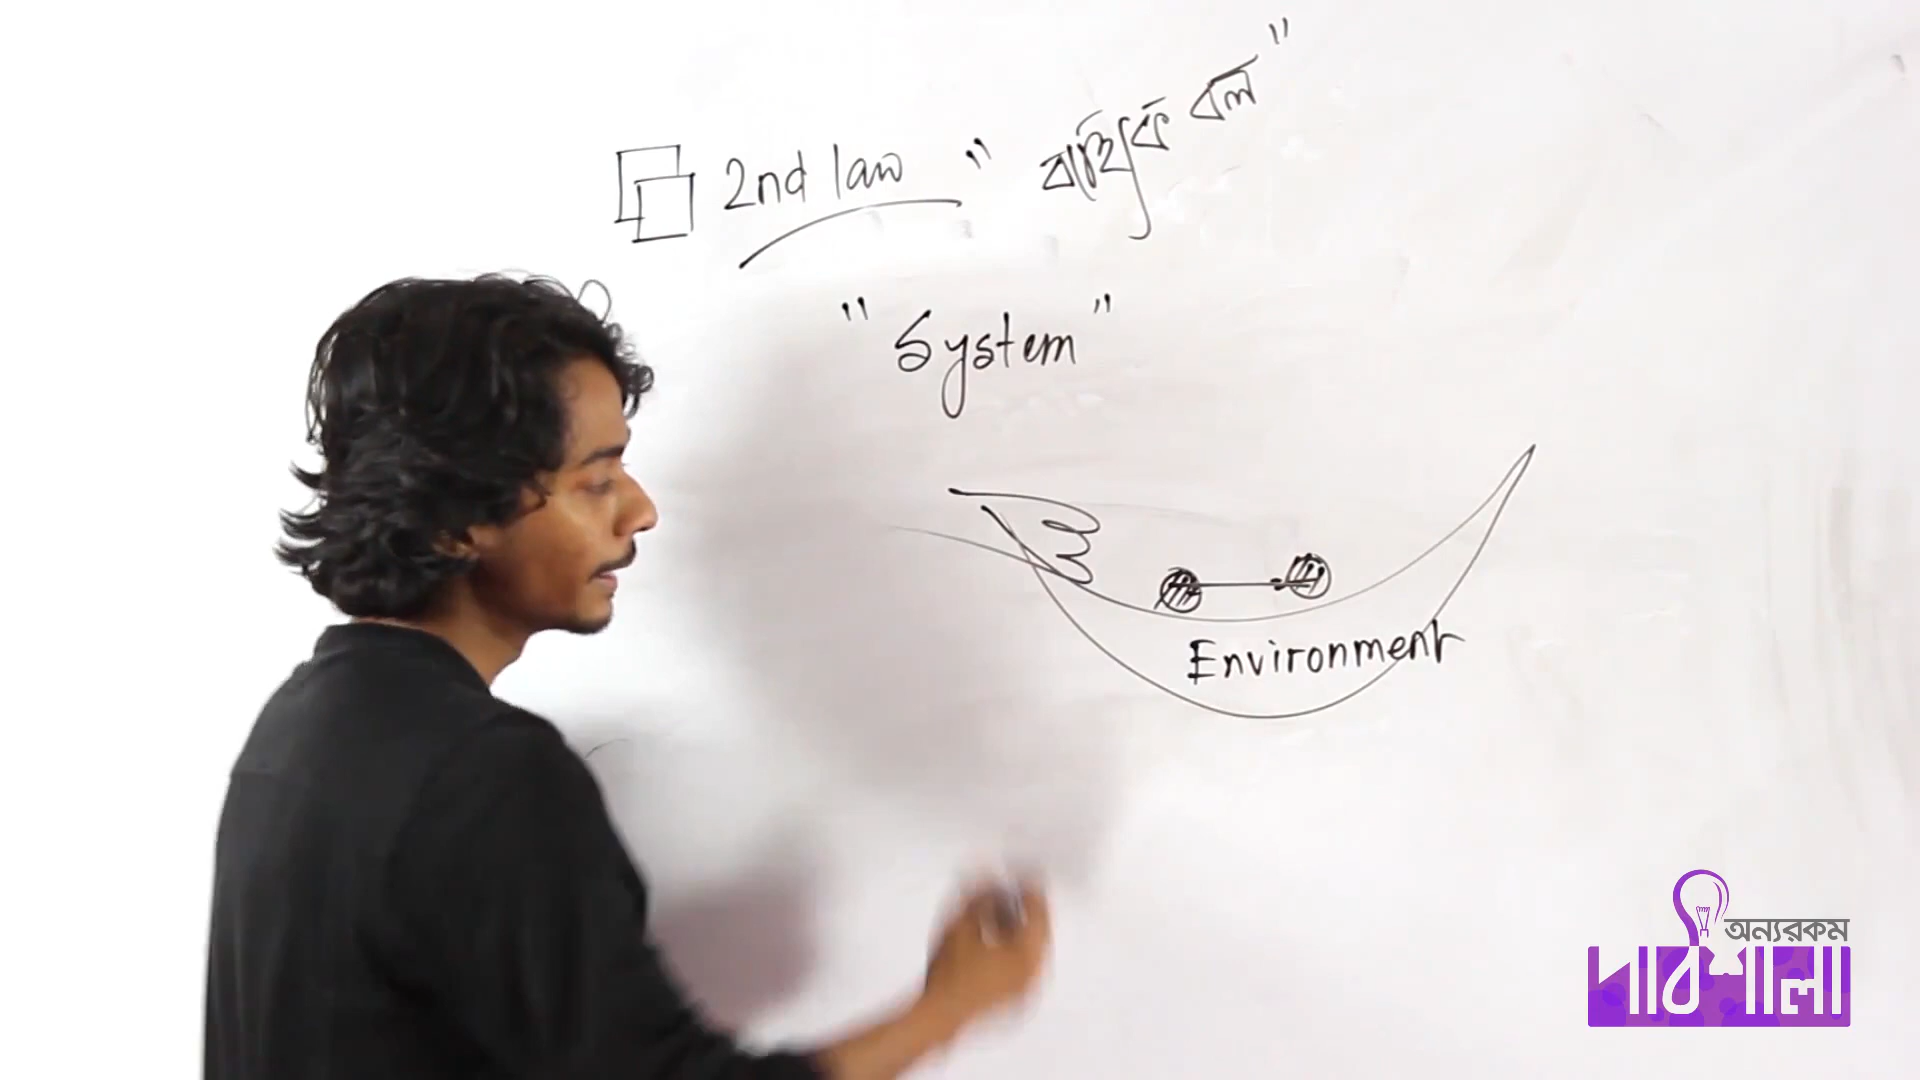 2nd law " বাহ্যিক বল "
" System "
Environment
অন্যরকম
পাঠশালা